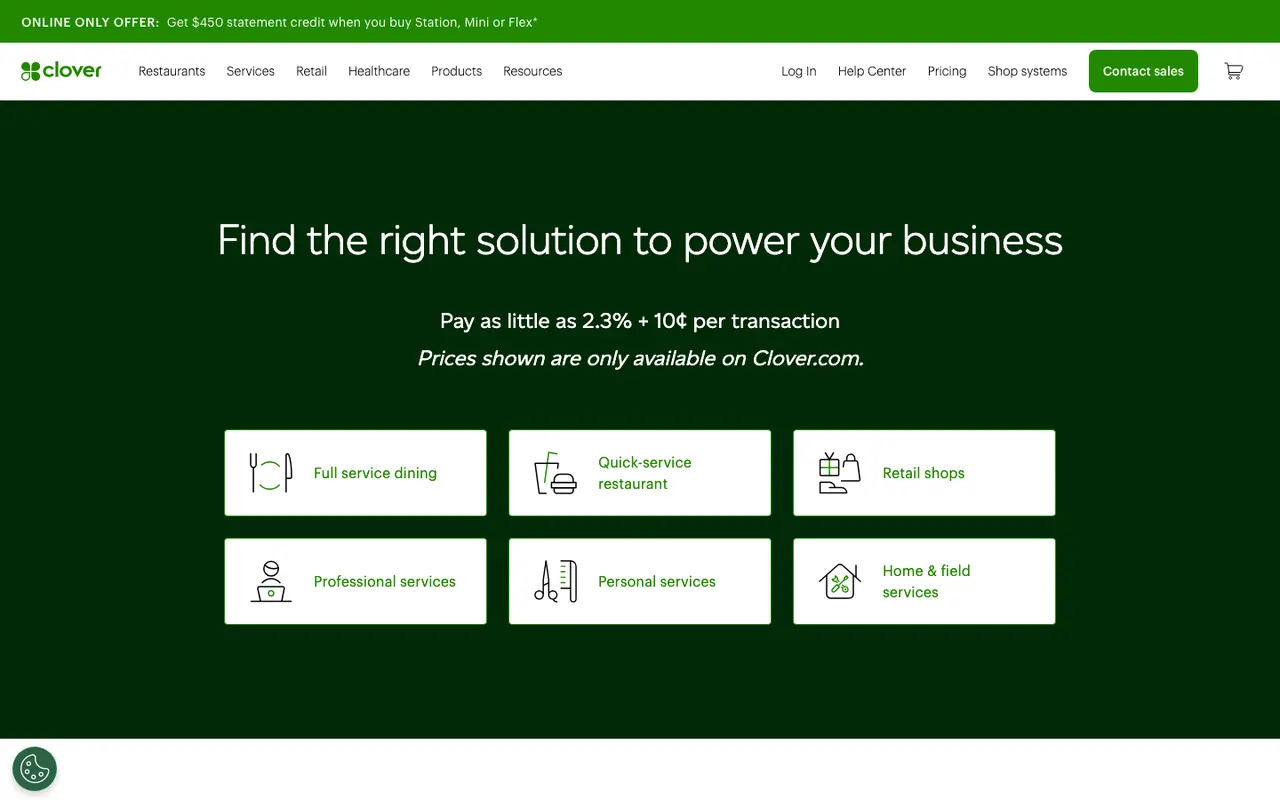 ONLINE ONLY OFFER: Get $450 statement credit when you buy Station, Mini or Flex*
clover
Restaurants
Services
Retail
Healthcare
Products
Resources
Log In
Help Center
Pricing
Shop systems
Contact sales
Find the right solution to power your business
Pay as little as 2.3% + 10¢ per transaction
Prices shown are only available on Clover.com.
Full service dining
Quick-service
restaurant
Retail shops
Professional services
Personal services
Home & field
services